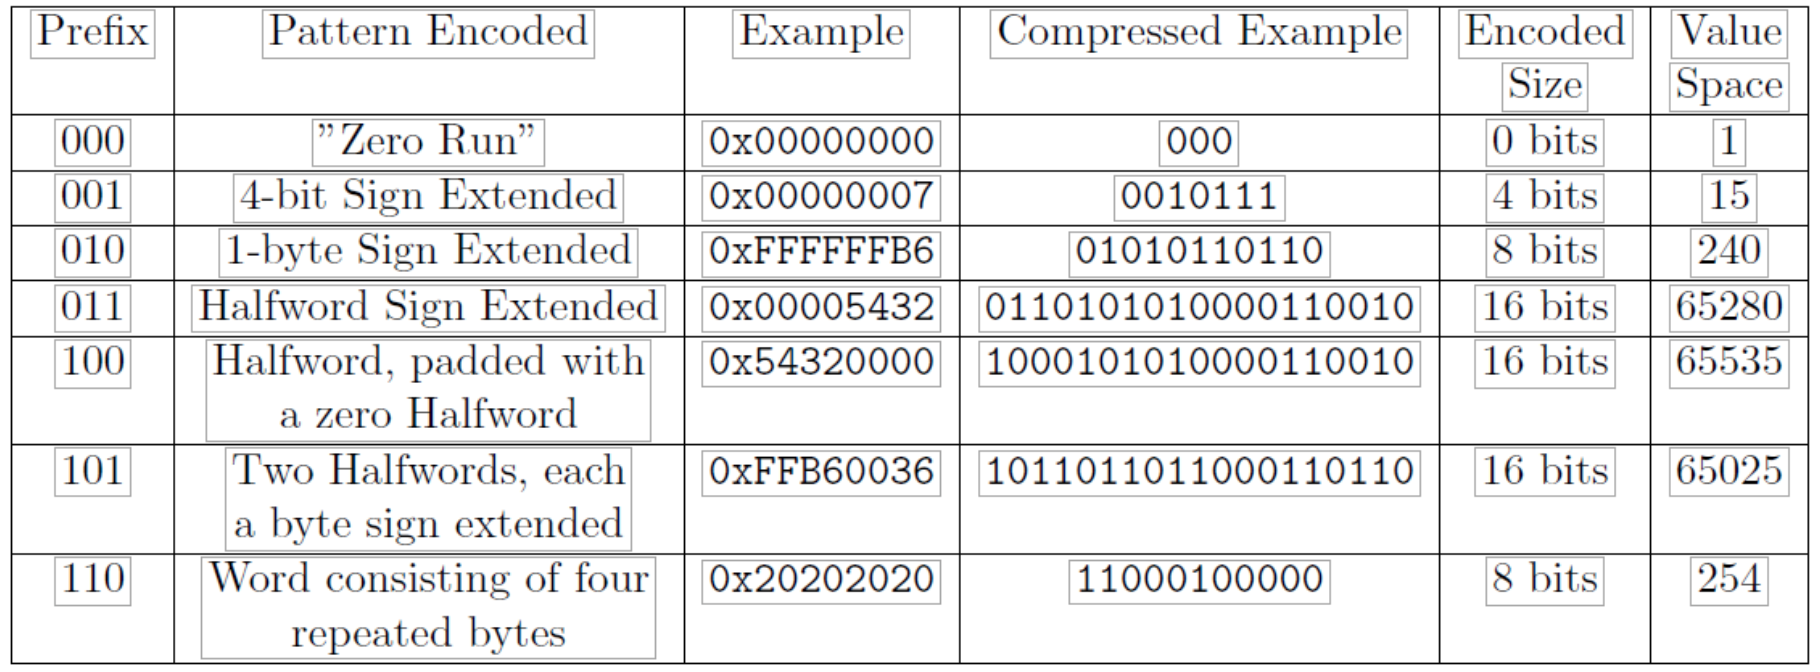 Prefix Pattern Encoded Example Compressed Example Encoded Value
Size Space
000 ”Zero Run” 0x00000000 000 0 bits 1
001 4-bit Sign Extended 0x00000007 0010111 4 bits 15
010 1-byte Sign Extended 0xFFFFFFB6 01010110110 8 bits 240
011 Halfword Sign Extended 0x00005432 0110101010000110010 16 bits 65280
100 Halfword, padded with 0x54320000 1000101010000110010 16 bits 65535
a zero Halfword
101 Two Halfwords, each 0xFFB60036 1011011011000110110 16 bits 65025
a byte sign extended
110 Word consisting of four 0x20202020 11000100000 8 bits 254
repeated bytes